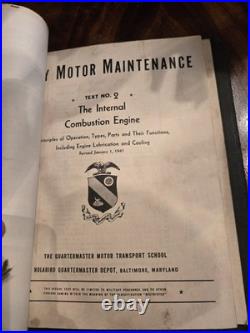 Y MOTOR MAINTENANCE
TEXT NO. 2
The Internal
Combustion Engine
Principles of Operation, Types, Parts and Their Functions,
Including Engine Lubrication and Cooling
Revised January 1, 1941
THE QUARTERMASTER MOTOR TRANSPORT SCHOOL
HOLABIRD QUARTERMASTER DEPOT, BALTIMORE, MARYLAND